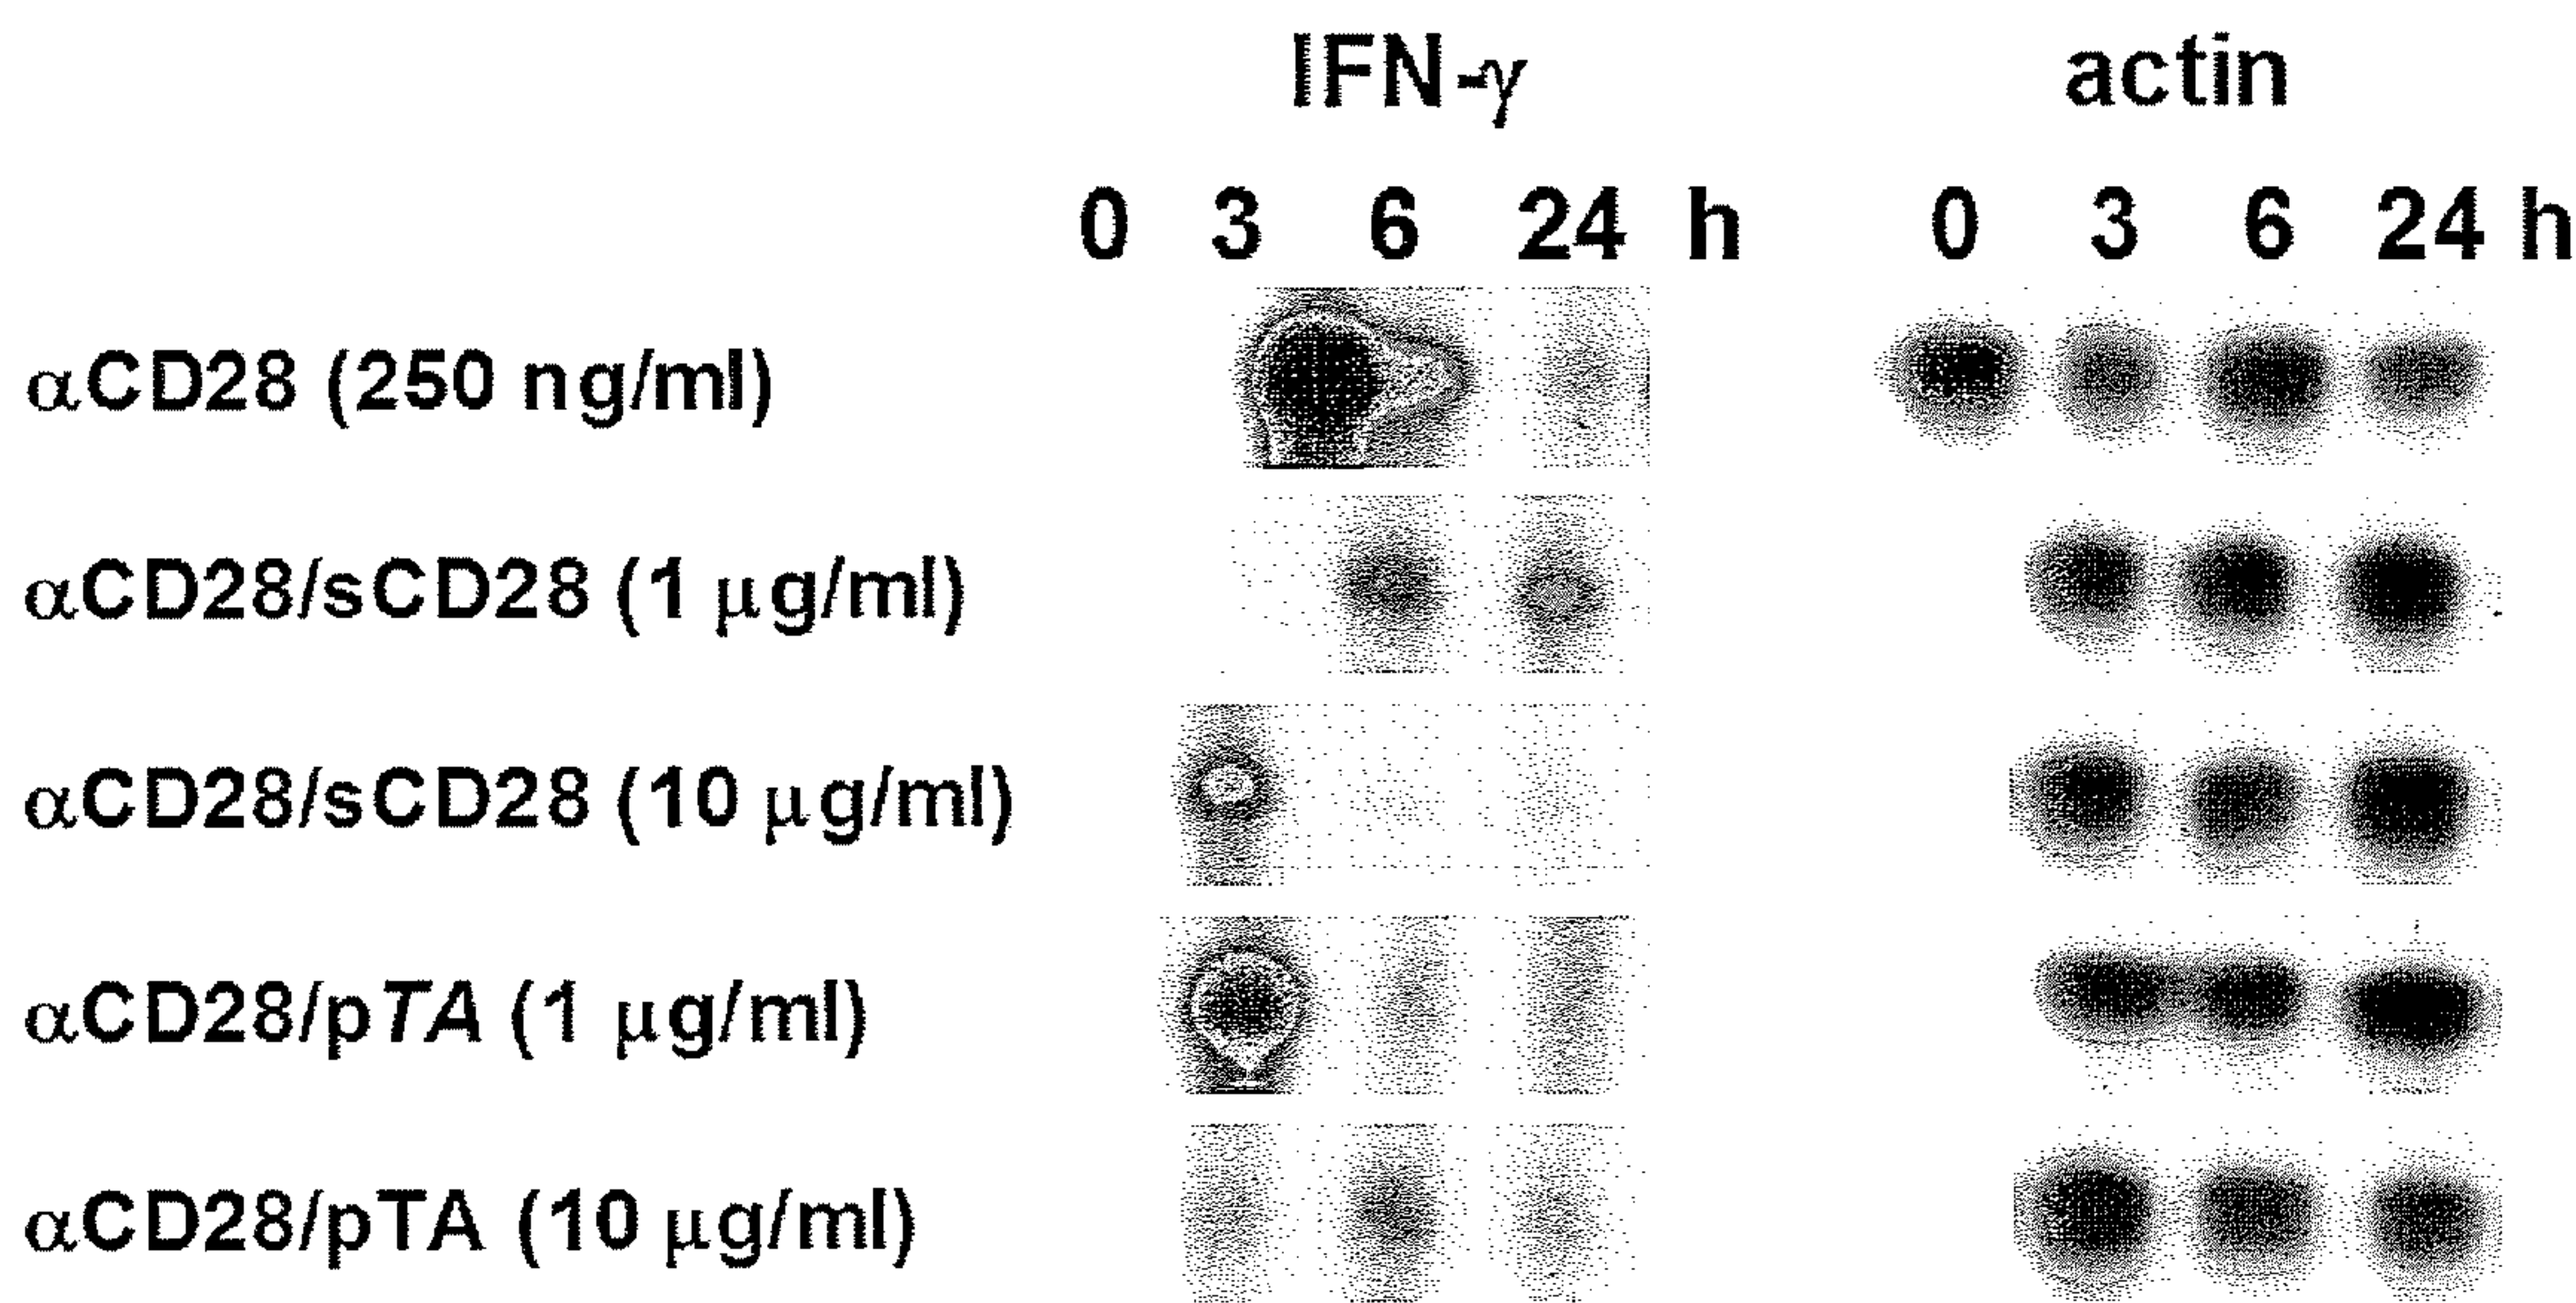 IFN-γ actin
0 3 6 24 h 0 3 6 24 h
αCD28 (250 ng/ml)
αCD28/sCD28 (1 μg/ml)
αCD28/sCD28 (10 μg/ml)
αCD28/pTA (1 μg/ml)
αCD28/pTA (10 μg/ml)